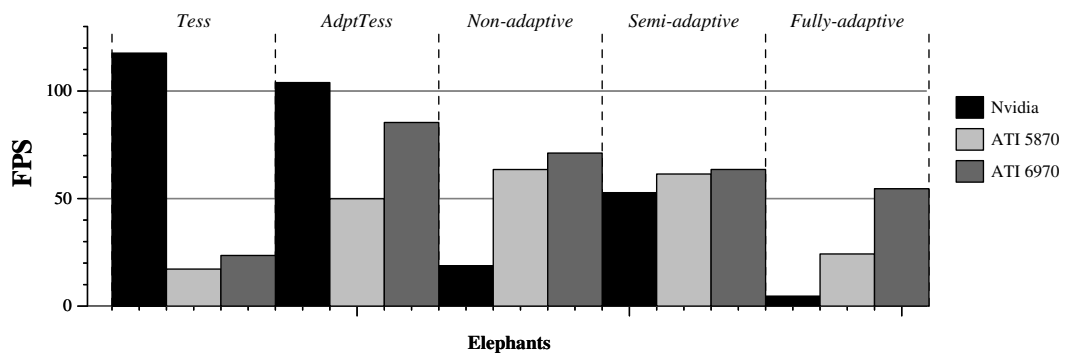 Tess AdptTess Non-adaptive Semi-adaptive Fully-adaptive
100
50
0
FPS
Nvidia
ATI 5870
ATI 6970
Elephants